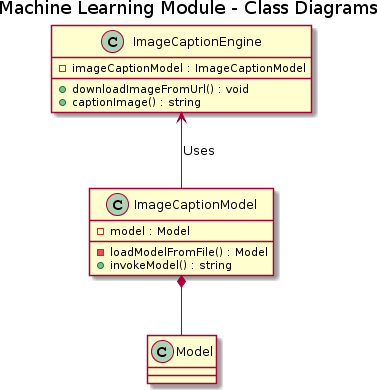 Machine Learning Module - Class Diagrams
C ImageCaptionEngine
imageCaptionModel : ImageCaptionModel
downloadImageFromUrl() : void
captionImage() : string
Uses
C ImageCaptionModel
model : Model
loadModelFromFile() : Model
invokeModel() : string
C Model